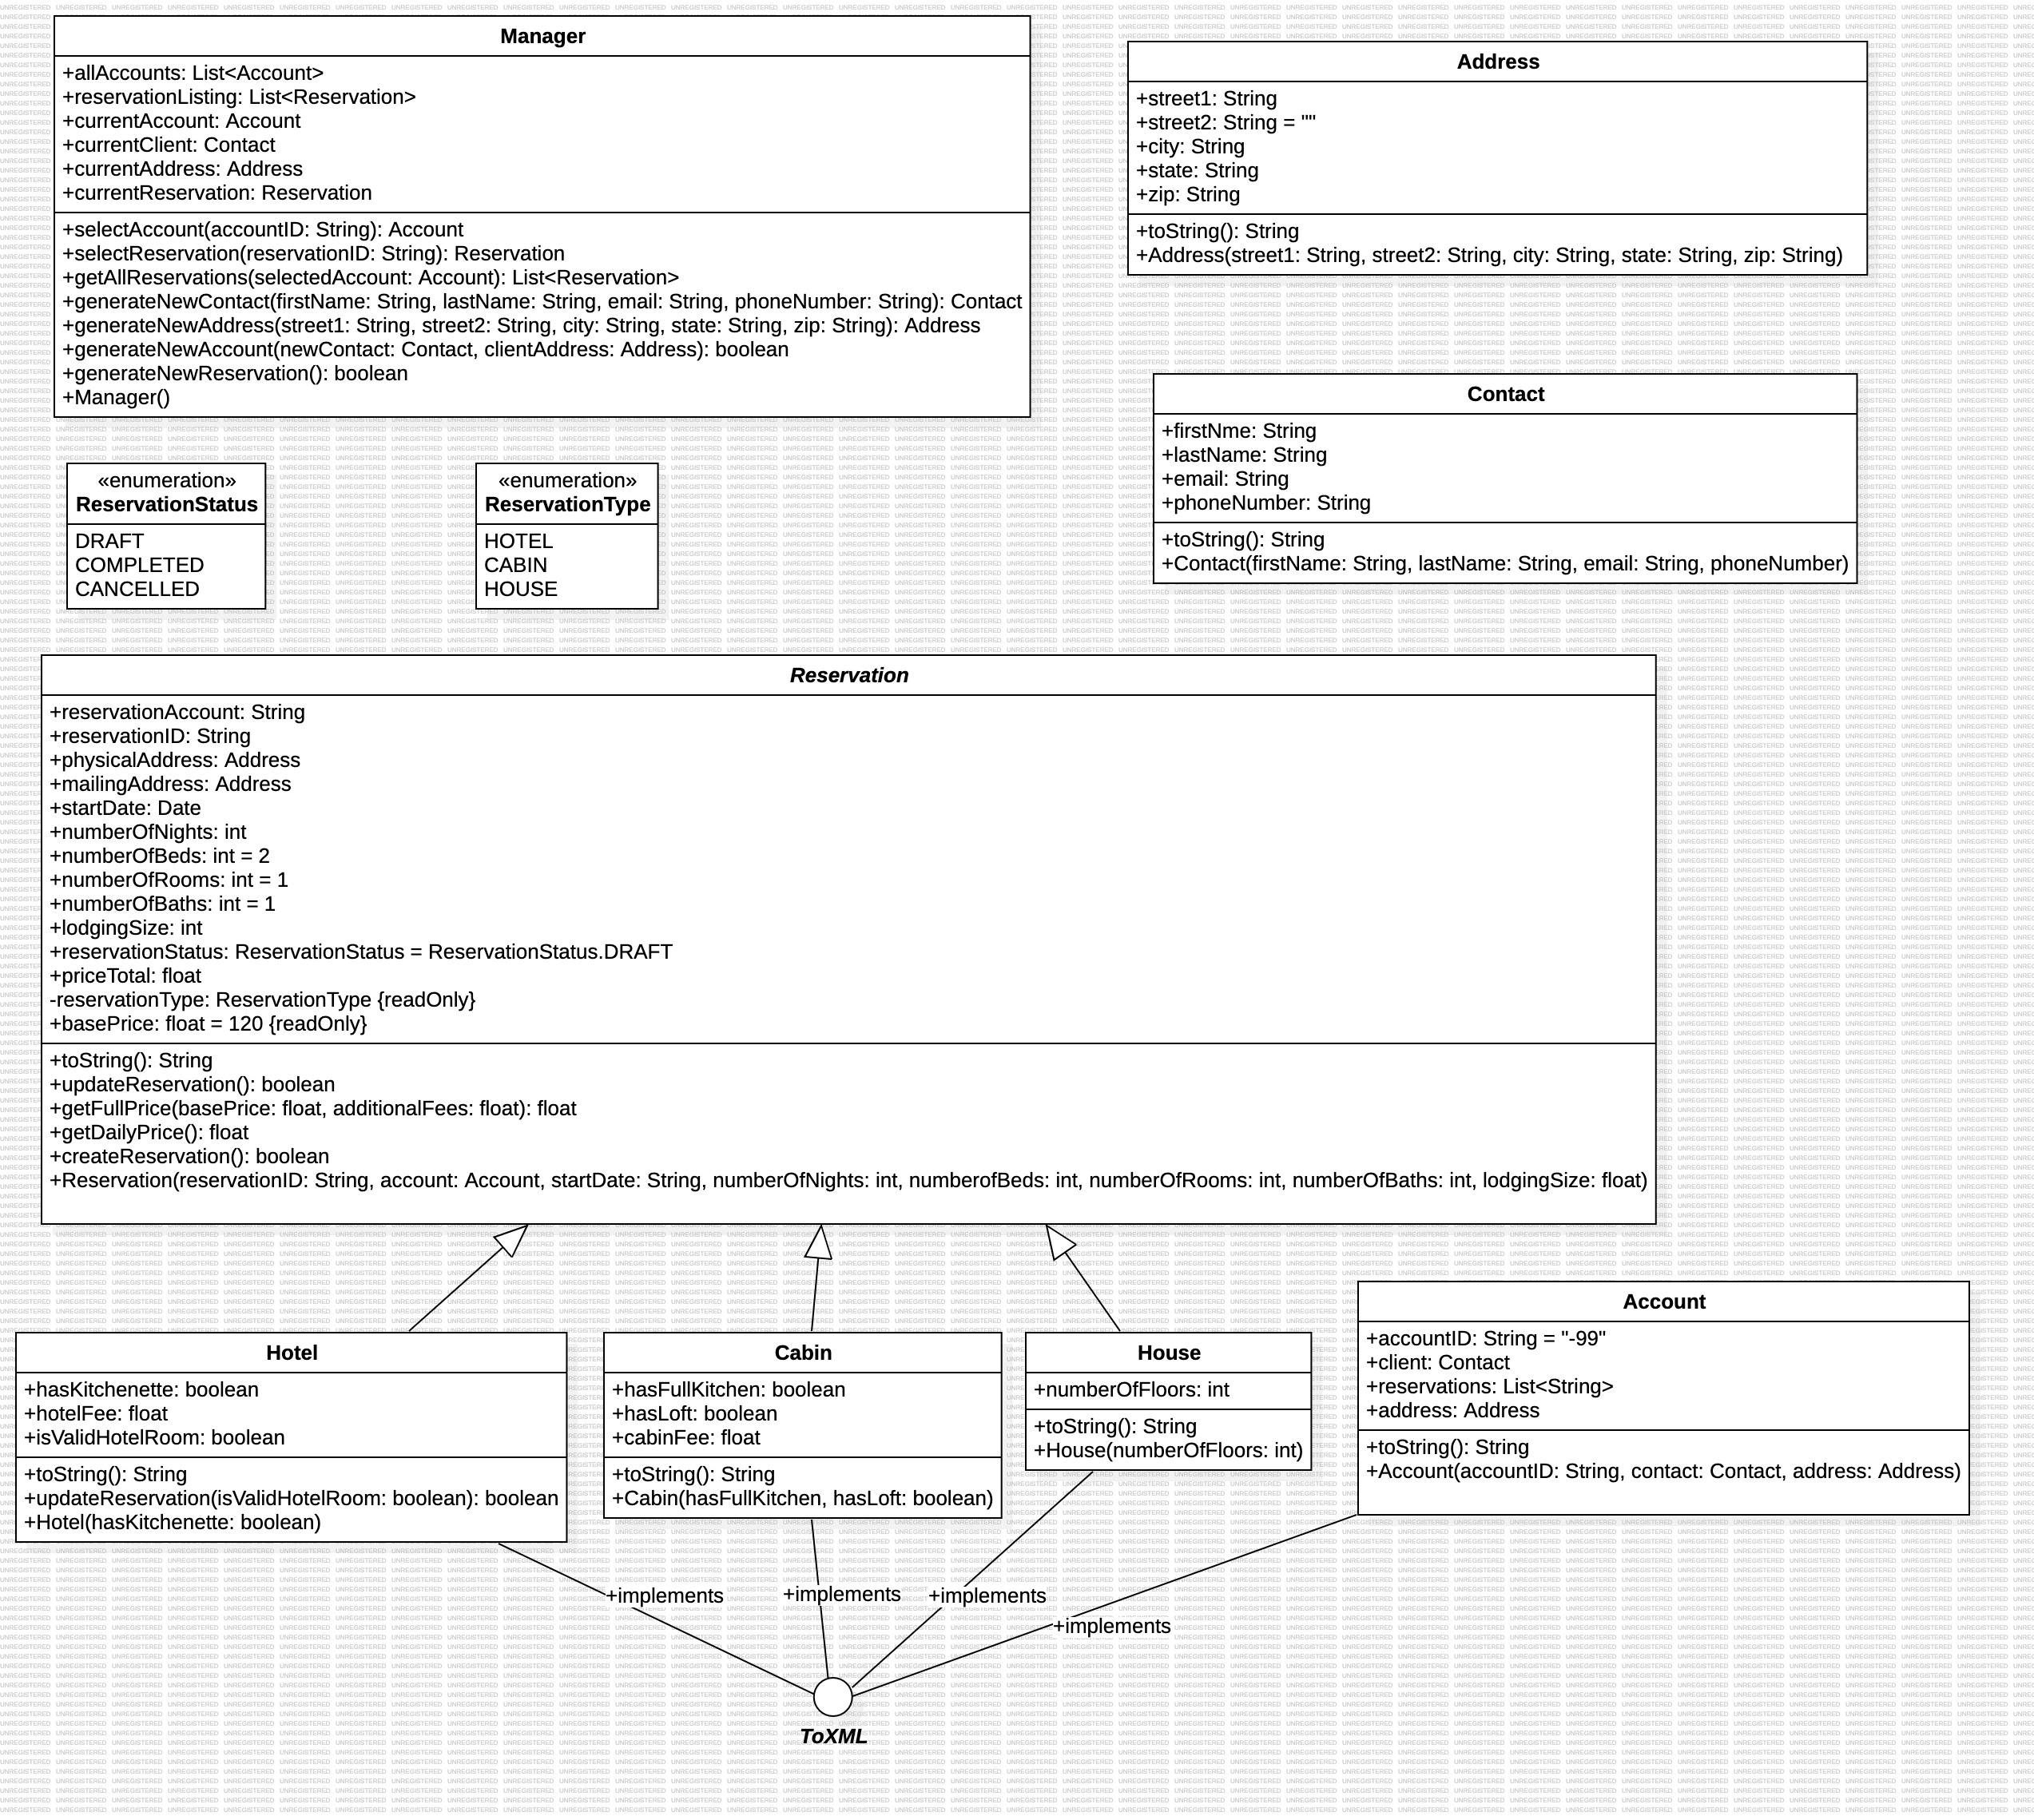 Manager
+allAccounts: List<Account>
+reservationListing: List<Reservation>
+currentAccount: Account
+currentClient: Contact
+currentAddress: Address
+currentReservation: Reservation
+selectAccount(accountID: String): Account
+selectReservation(reservationID: String): Reservation
+getAllReservations(selectedAccount: Account): List<Reservation>
+generateNewContact(firstName: String, lastName: String, email: String, phoneNumber: String): Contact
+generateNewAddress(street1: String, street2: String, city: String, state: String, zip: String): Address
+generateNewAccount(newContact: Contact, clientAddress: Address): boolean
+generateNewReservation(): boolean
+Manager()
Address
+street1: String
+street2: String = ""
+city: String
+state: String
+zip: String
+toString(): String
+Address(street1: String, street2: String, city: String, state: String, zip: String)
Contact
+firstNme: String
+lastName: String
+email: String
+phoneNumber: String
+toString(): String
+Contact(firstName: String, lastName: String, email: String, phoneNumber)
«enumeration»
ReservationStatus
DRAFT
COMPLETED
CANCELLED
«enumeration»
ReservationType
HOTEL
CABIN
HOUSE
Reservation
+reservationAccount: String
+reservationID: String
+physicalAddress: Address
+mailingAddress: Address
+startDate: Date
+numberOfNights: int
+numberOfBeds: int = 2
+numberOfRooms: int = 1
+numberOfBaths: int = 1
+lodgingSize: int
+reservationStatus: ReservationStatus = ReservationStatus.DRAFT
+priceTotal: float
-reservationType: ReservationType {readOnly}
+basePrice: float = 120 {readOnly}
+toString(): String
+updateReservation(): boolean
+getFullPrice(basePrice: float, additionalFees: float): float
+getDailyPrice(): float
+createReservation(): boolean
+Reservation(reservationID: String, account: Account, startDate: String, numberOfNights: int, numberofBeds: int, numberOfRooms: int, numberOfBaths: int, lodgingSize: float)
Hotel
+hasKitchenette: boolean
+hotelFee: float
+isValidHotelRoom: boolean
+toString(): String
+updateReservation(isValidHotelRoom: boolean): boolean
+Hotel(hasKitchenette: boolean)
Cabin
+hasFullKitchen: boolean
+hasLoft: boolean
+cabinFee: float
+toString(): String
+Cabin(hasFullKitchen, hasLoft: boolean)
House
+numberOfFloors: int
+toString(): String
+House(numberOfFloors: int)
Account
+accountID: String = "-99"
+client: Contact
+reservations: List<String>
+address: Address
+toString(): String
+Account(accountID: String, contact: Contact, address: Address)
+implements
+implements
+implements
+implements
ToXML